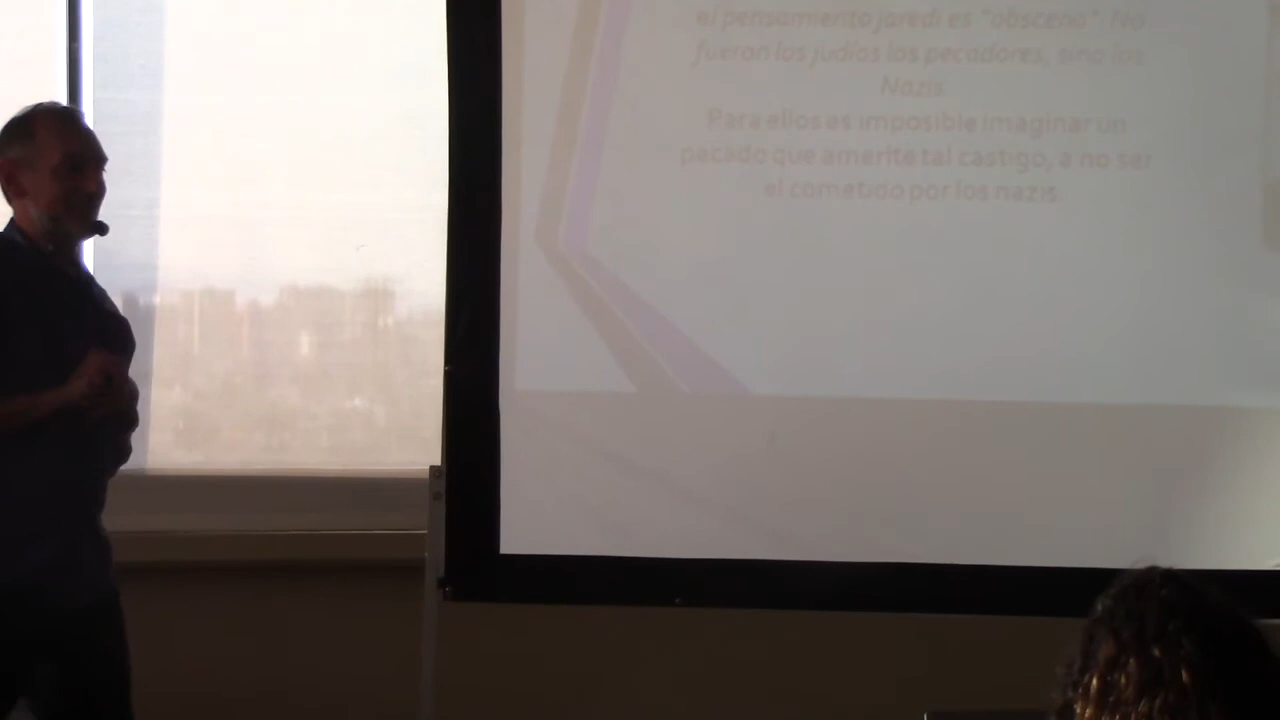 el pensamiento jaredi es "obsceno". No
fueron los judíos los pecadores, sino los
Nazis
Para ellos es imposible imaginar un
pecado que amerite tal castigo, a no ser
el cometido por los nazis